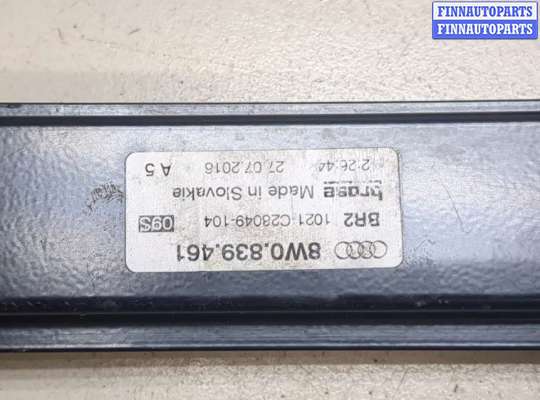 FINNAUTOPARTS
FINNAUTOPARTS
8W0.839.461
BR2 1021-C28049-104 09S
brose Made in Slovakie
2:26:44 27.07.2016 A5